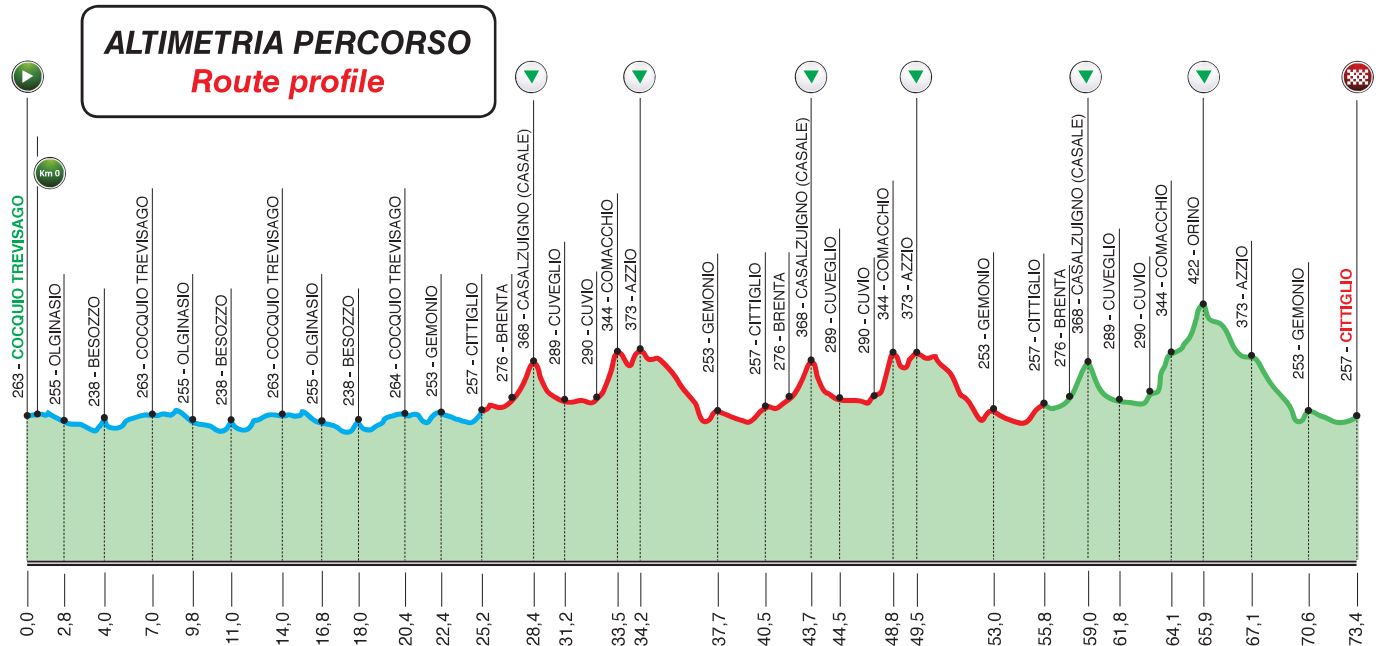 ALTIMETRIA PERCORSO
Route profile
Km 0
263 - COCQUIO TREVISAGO
255 - OLGINASIO
238 - BESOZZO
263 - COCQUIO TREVISAGO
255 - OLGINASIO
238 - BESOZZO
263 - COCQUIO TREVISAGO
255 - OLGINASIO
238 - BESOZZO
264 - COCQUIO TREVISAGO
253 - GEMONIO
257 - CITTIGLIO
276 - BRENTA
368 - CASALZUIGNO (CASALE)
289 - CUVEGLIO
290 - CUVIO
344 - COMACCHIO
373 - AZZIO
253 - GEMONIO
257 - CITTIGLIO
276 - BRENTA
368 - CASALZUIGNO (CASALE)
289 - CUVEGLIO
290 - CUVIO
344 - COMACCHIO
373 - AZZIO
253 - GEMONIO
257 - CITTIGLIO
276 - BRENTA
368 - CASALZUIGNO (CASALE)
289 - CUVEGLIO
290 - CUVIO
344 - COMACCHIO
422 - ORINO
373 - AZZIO
253 - GEMONIO
257 - CITTIGLIO
0,0
2,8
4,0
7,0
9,8
11,0
14,0
16,8
18,0
20,4
22,4
25,2
28,4
31,2
33,5
34,2
37,7
40,5
43,7
44,5
48,8
49,5
53,0
55,8
59,0
61,8
64,1
65,9
67,1
70,6
73,4